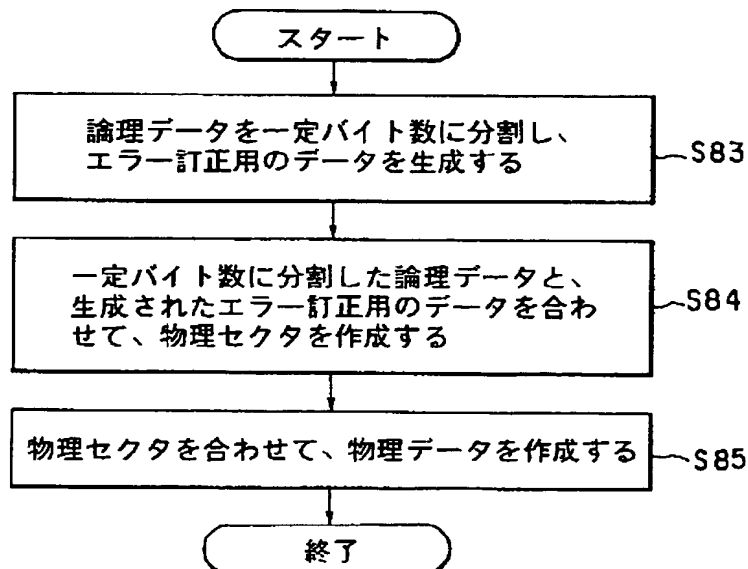 スタート
論理データを一定バイト数に分割し、
エラー訂正用のデータを生成する
S83
一定バイト数に分割した論理データと、
生成されたエラー訂正用のデータを合わ
せて、物理セクタを作成する
S84
物理セクタを合わせて、物理データを作成する
S85
終了